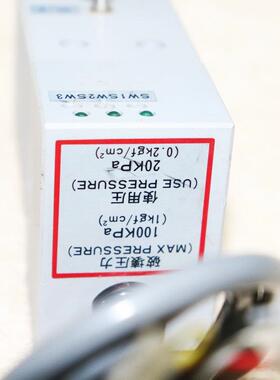 破壊圧力
(MAX PRESSURE)
100KPa
(1kgf/cm²)
使用圧
(USE PRESSURE)
20KPa
(0.2kgf/cm²)
SW1SW2SW3